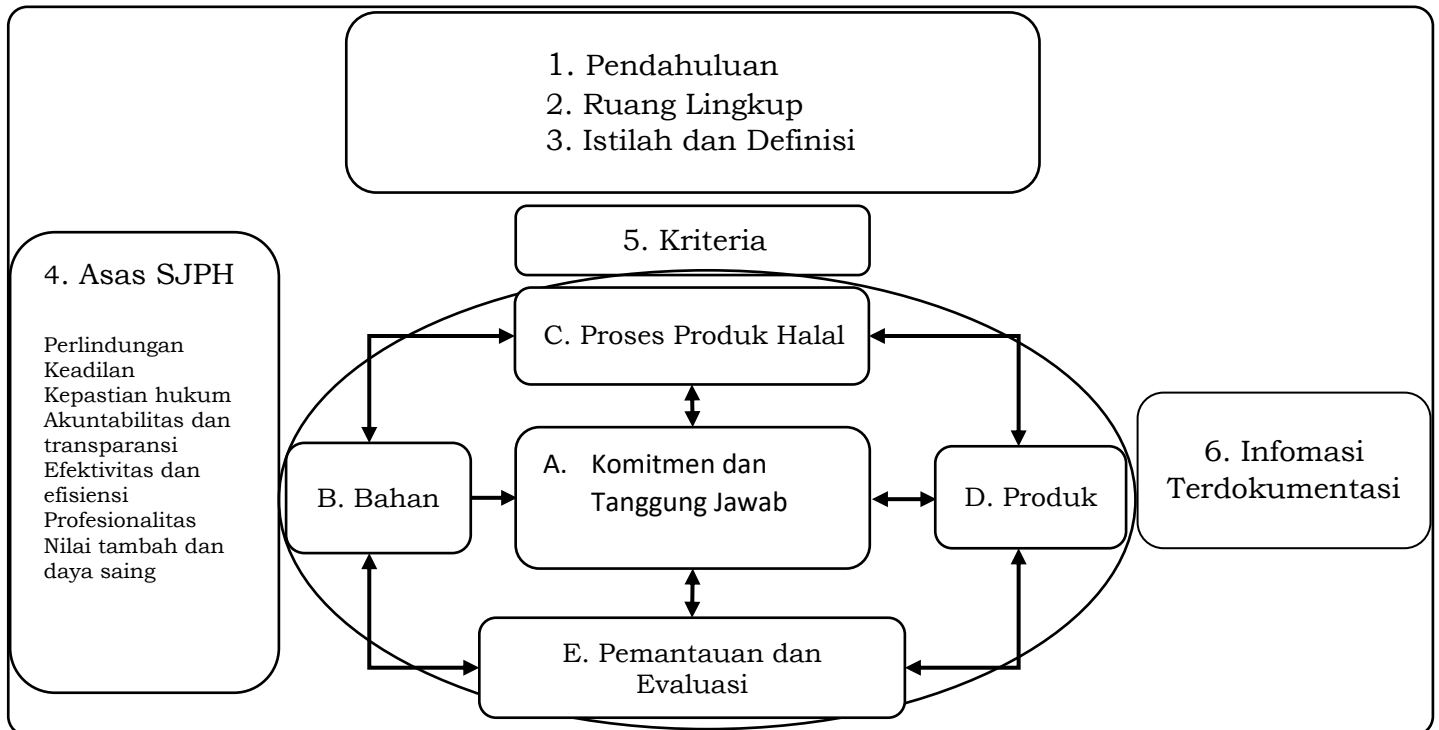 1. Pendahuluan
2. Ruang Lingkup
3. Istilah dan Definisi
5. Kriteria
4. Asas SJPH
Perlindungan
Keadilan
Kepastian hukum
Akuntabilitas dan
transparansi
Efektivitas dan
efisiensi
Profesionalitas
Nilai tambah dan
daya saing
C. Proses Produk Halal
B. Bahan
A. Komitmen dan
Tanggung Jawab
D. Produk
E. Pemantauan dan
Evaluasi
6. Infomasi
Terdokumentasi